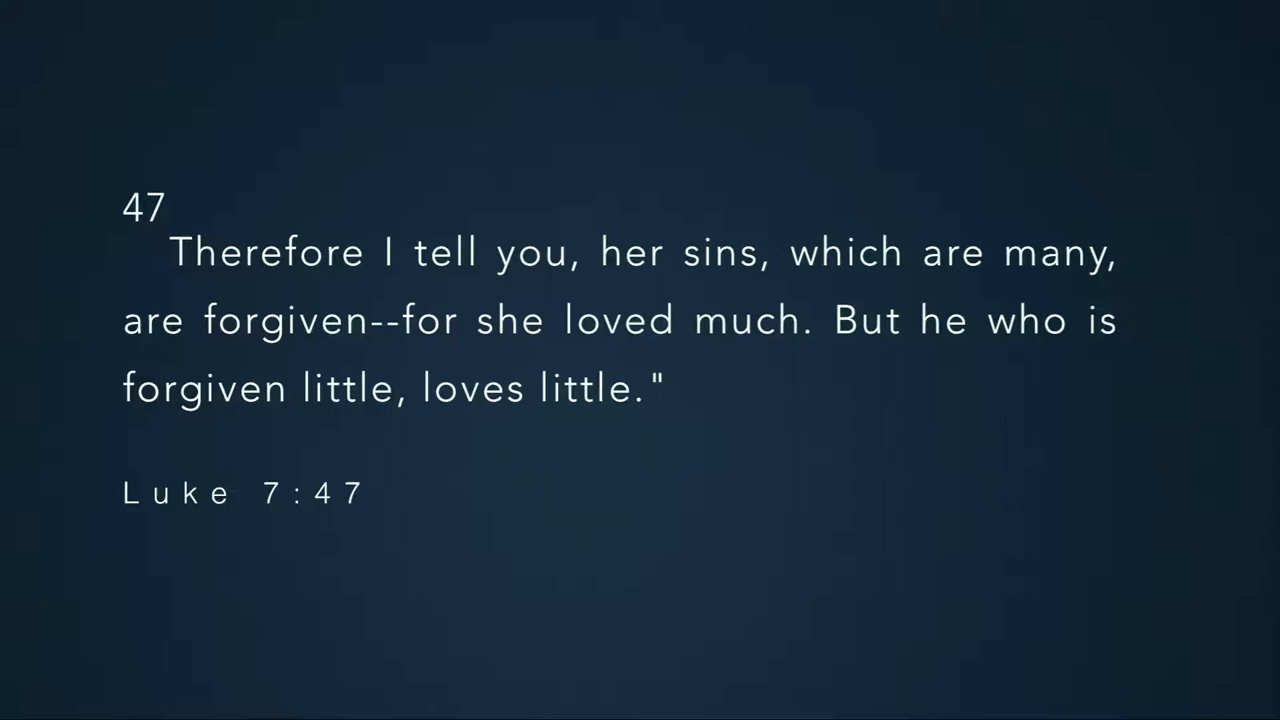 47
Therefore I tell you, her sins, which are many,
are forgiven--for she loved much. But he who is
forgiven little, loves little."
Luke 7:47